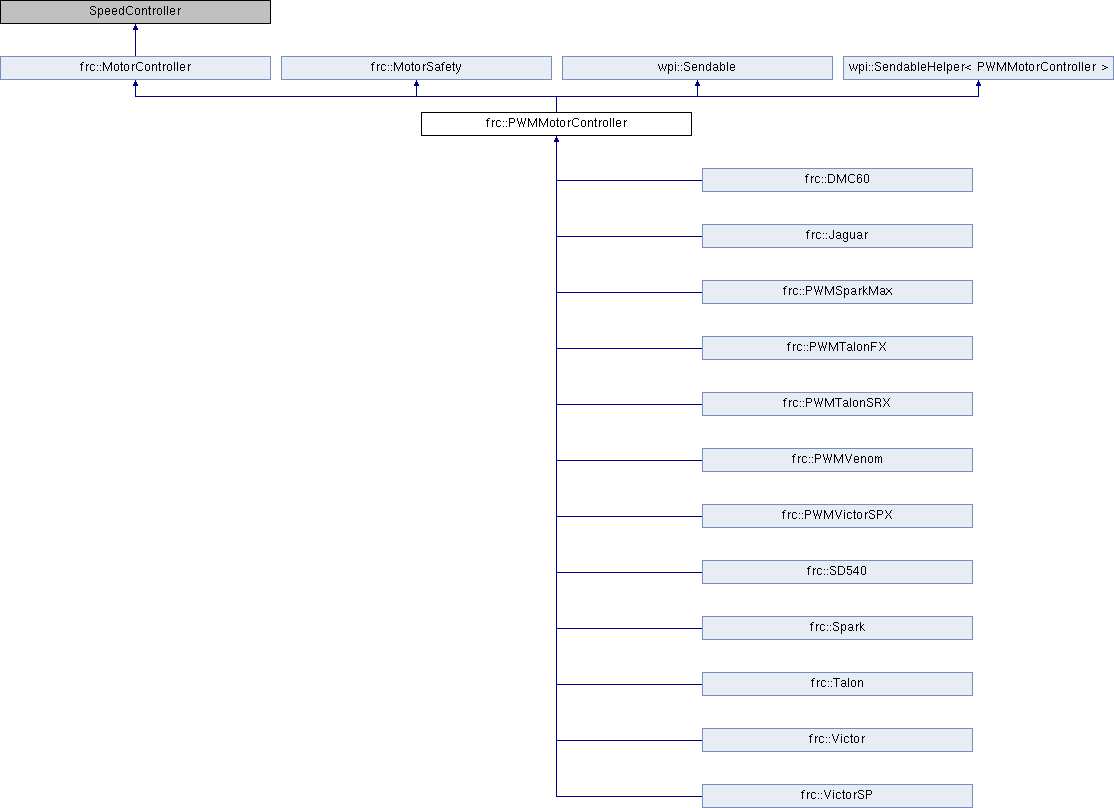 SpeedController
frc::MotorController
frc::MotorSafety
wpi::Sendable
wpi::SendableHelper< PWMMotorController >
frc::PWMMotorController
frc::DMC60
frc::Jaguar
frc::PWMSparkMax
frc::PWMTalonFX
frc::PWMTalonSRX
frc::PWMVenom
frc::PWMVictorSPX
frc::SD540
frc::Spark
frc::Talon
frc::Victor
frc::VictorSP